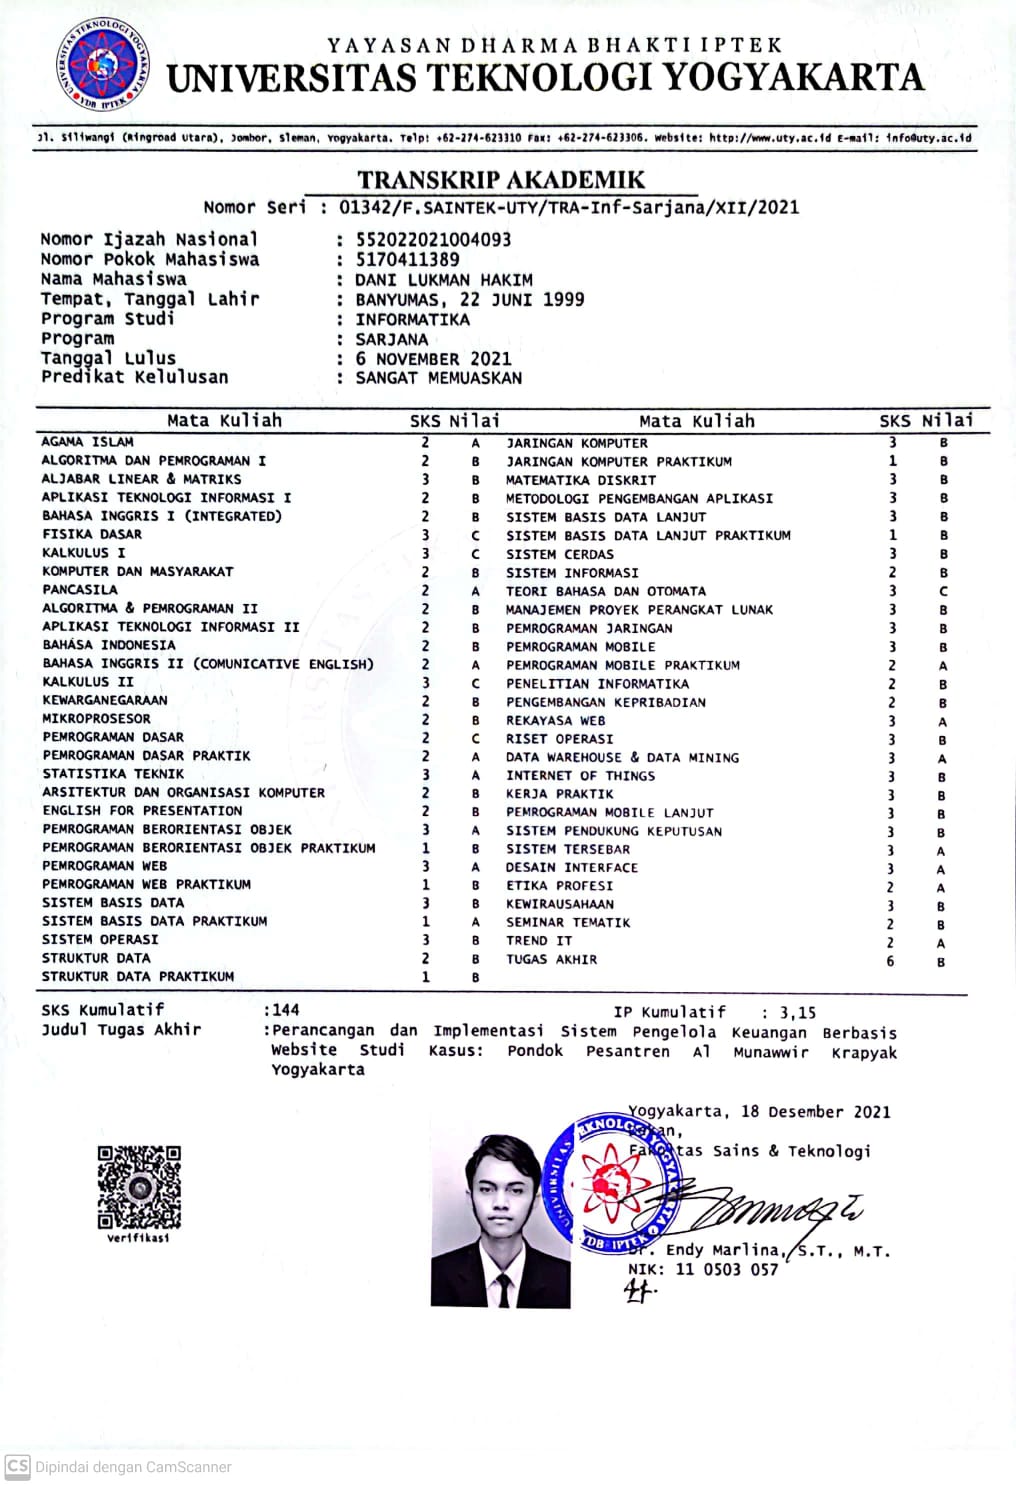 YAYASAN DHARMA BHAKTI IPTEK
UNIVERSITAS TEKNOLOGI YOGYAKARTA
UNIVERSITAS TEKNOLOGI YOGYAKARTA
YDB IPTEK
Jl. Siliwangi (Ringroad Utara), Jombor, Sleman, Yogyakarta. Telp: +62-274-623310 Fax: +62-274-623306. Website: http://www.uty.ac.id E-mail: info@uty.ac.id
TRANSKRIP AKADEMIK
Nomor Seri : 01342/F.SAINTEK-UTY/TRA-Inf-Sarjana/XII/2021
Nomor Ijazah Nasional : 552022021004093
Nomor Pokok Mahasiswa : 5170411389
Nama Mahasiswa : DANI LUKMAN HAKIM
Tempat, Tanggal Lahir : BANYUMAS, 22 JUNI 1999
Program Studi : INFORMATIKA
Program : SARJANA
Tanggal Lulus : 6 NOVEMBER 2021
Predikat Kelulusan : SANGAT MEMUASKAN
Mata Kuliah SKS Nilai Mata Kuliah SKS Nilai
AGAMA ISLAM 2 A JARINGAN KOMPUTER 3 B
ALGORITMA DAN PEMROGRAMAN I 2 B JARINGAN KOMPUTER PRAKTIKUM 1 B
ALJABAR LINEAR & MATRIKS 3 B MATEMATIKA DISKRIT 3 B
APLIKASI TEKNOLOGI INFORMASI I 2 B METODOLOGI PENGEMBANGAN APLIKASI 3 B
BAHASA INGGRIS I (INTEGRATED) 2 B SISTEM BASIS DATA LANJUT 3 B
FISIKA DASAR 3 C SISTEM BASIS DATA LANJUT PRAKTIKUM 1 B
KALKULUS I 3 C SISTEM CERDAS 3 B
KOMPUTER DAN MASYARAKAT 2 B SISTEM INFORMASI 2 B
PANCASILA 2 A TEORI BAHASA DAN OTOMATA 3 C
ALGORITMA & PEMROGRAMAN II 2 B MANAJEMEN PROYEK PERANGKAT LUNAK 3 B
APLIKASI TEKNOLOGI INFORMASI II 2 B PEMROGRAMAN JARINGAN 3 B
BAHASA INDONESIA 2 B PEMROGRAMAN MOBILE 3 B
BAHASA INGGRIS II (COMUNICATIVE ENGLISH) 2 A PEMROGRAMAN MOBILE PRAKTIKUM 2 A
KALKULUS II 3 C PENELITIAN INFORMATIKA 2 B
KEWARGANEGARAAN 2 B PENGEMBANGAN KEPRIBADIAN 2 B
MIKROPROSESOR 2 B REKAYASA WEB 3 A
PEMROGRAMAN DASAR 2 C RISET OPERASI 3 B
PEMROGRAMAN DASAR PRAKTIK 2 A DATA WAREHOUSE & DATA MINING 3 A
STATISTIKA TEKNIK 3 A INTERNET OF THINGS 3 B
ARSITEKTUR DAN ORGANISASI KOMPUTER 2 B KERJA PRAKTIK 3 B
ENGLISH FOR PRESENTATION 2 B PEMROGRAMAN MOBILE LANJUT 3 B
PEMROGRAMAN BERORIENTASI OBJEK 3 A SISTEM PENDUKUNG KEPUTUSAN 3 B
PEMROGRAMAN BERORIENTASI OBJEK PRAKTIKUM 1 B SISTEM TERSEBAR 3 A
PEMROGRAMAN WEB 3 A DESAIN INTERFACE 3 A
PEMROGRAMAN WEB PRAKTIKUM 1 B ETIKA PROFESI 2 A
SISTEM BASIS DATA 3 B KEWIRAUSAHAAN 3 B
SISTEM BASIS DATA PRAKTIKUM 1 A SEMINAR TEMATIK 2 B
SISTEM OPERASI 3 B TREND IT 2 A
STRUKTUR DATA 2 B TUGAS AKHIR 6 B
STRUKTUR DATA PRAKTIKUM 1 B
SKS Kumulatif :144 IP Kumulatif : 3,15
Judul Tugas Akhir :Perancangan dan Implementasi Sistem Pengelola Keuangan Berbasis
Website Studi Kasus: Pondok Pesantren Al Munawwir Krapyak
Yogyakarta
Yogyakarta, 18 Desember 2021
Dekan,
Fakultas Sains & Teknologi
UNIVERSITAS TEKNOLOGI YOGYAKARTA
YDB IPTEK
Dr. Endy Marlina, S.T., M.T.
NIK: 11 0503 057
verifikasi
CS Dipindai dengan CamScanner